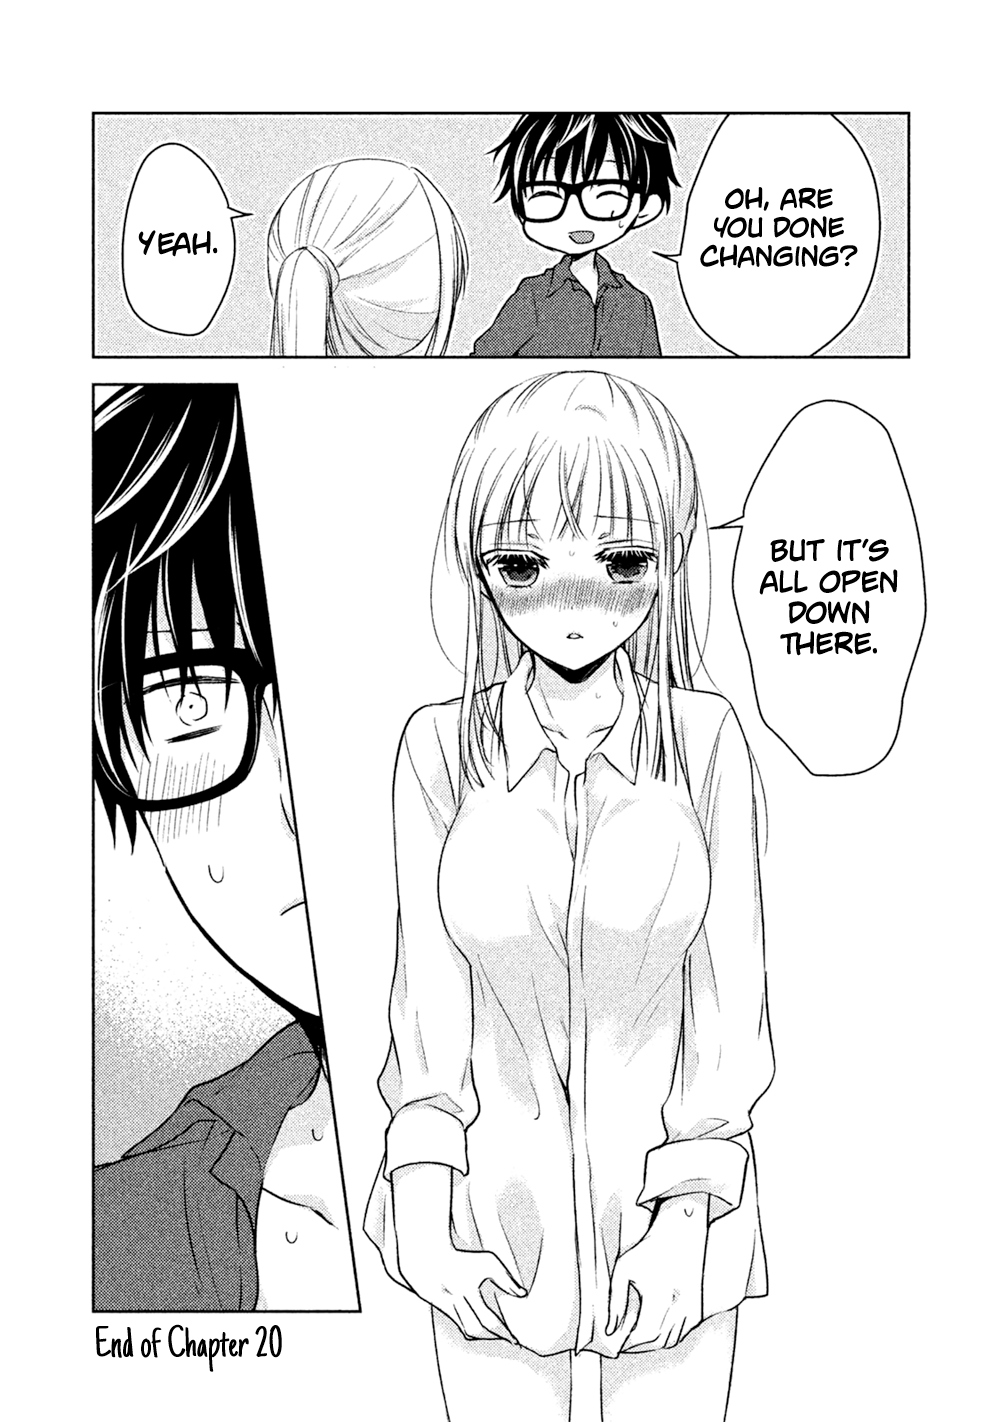 OH, ARE
YOU DONE
CHANGING?
YEAH.
BUT IT'S
ALL OPEN
DOWN
THERE.
End of Chapter 20